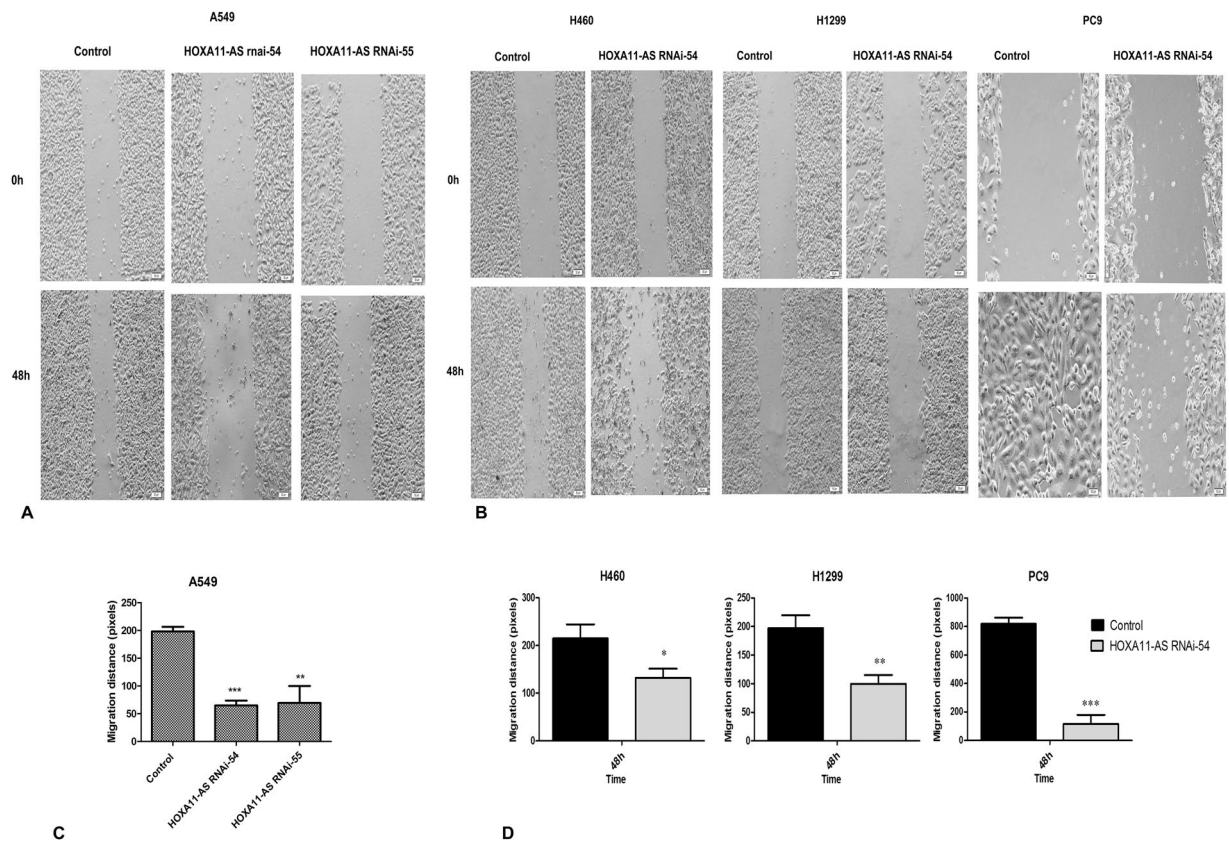 A549
Control
HOXA11-AS rnai-54
HOXA11-AS RNAi-55
0h
48h
A
H460
H1299
PC9
Control
HOXA11-AS RNAi-54
Control
HOXA11-AS RNAi-54
Control
HOXA11-AS RNAi-54
0h
48h
B
A549
Migration distance (pixels)
250
200
150
100
50
0
***
**
Control
HOXA11-AS RNAi-54
HOXA11-AS RNAi-55
C
H460
Migration distance (pixels)
300
200
100
0
*
48h
Time
H1299
Migration distance (pixels)
250
200
150
100
50
0
**
48h
Time
PC9
Migration distance (pixels)
1000
800
600
400
200
0
***
48h
Time
Control
HOXA11-AS RNAi-54
D